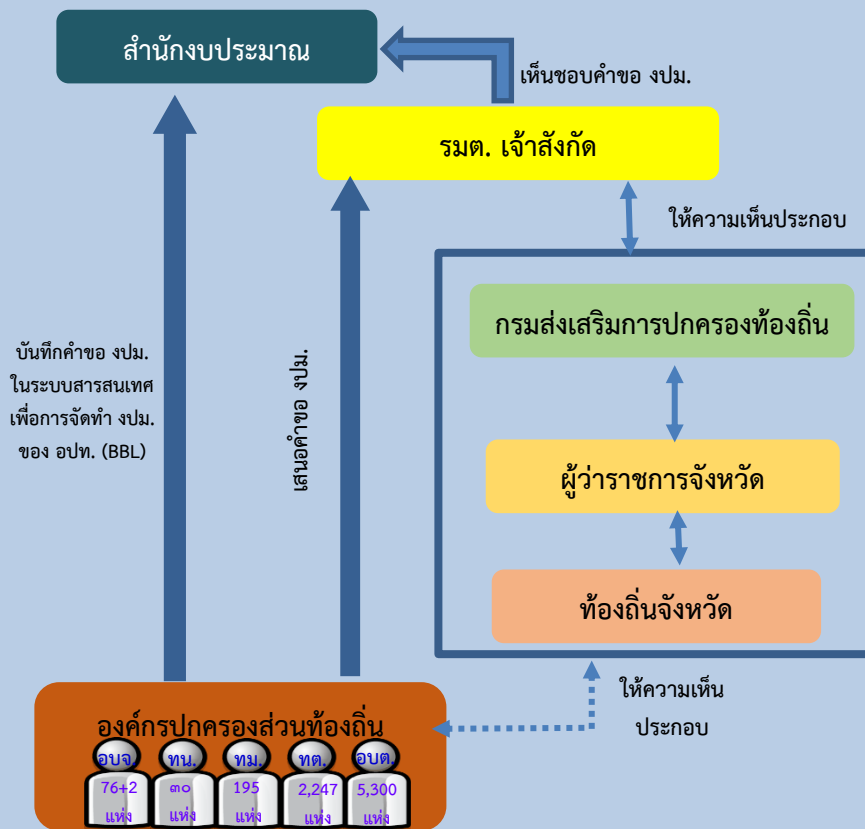 สำนักงบประมาณ
เห็นชอบคำขอ งปม.
รมต. เจ้าสังกัด
ให้ความเห็นประกอบ
กรมส่งเสริมการปกครองท้องถิ่น
บันทึกคำขอ งปม.
ในระบบสารสนเทศ
เพื่อการจัดทำ งปม.
ของ อปท. (BBL)
เสนอคำขอ งปม.
ผู้ว่าราชการจังหวัด
ท้องถิ่นจังหวัด
ให้ความเห็น
ประกอบ
องค์กรปกครองส่วนท้องถิ่น
อบจ. ทน. ทม. ทต. อบต.
76+2 ๓๐ 195 2,247 5,300
แห่ง แห่ง แห่ง แห่ง แห่ง